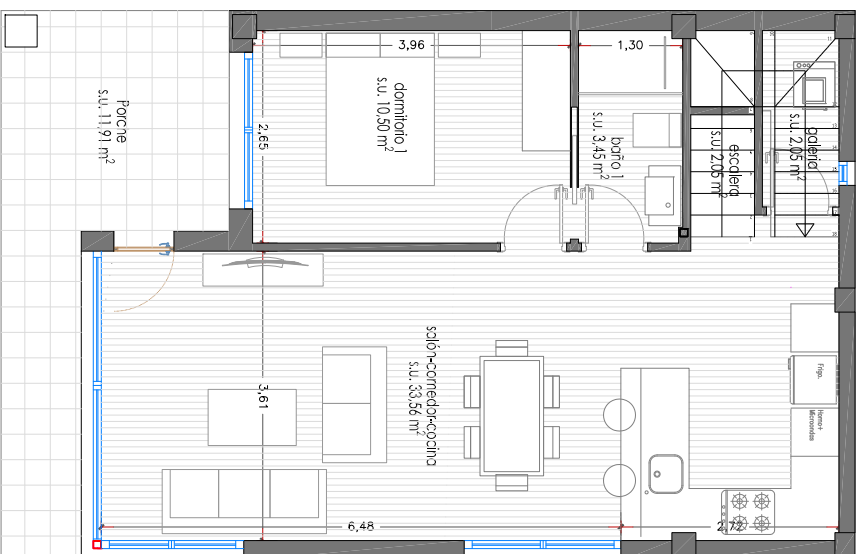 3,96
1,30
dormitorio 1
s.u. 10,50 m²
Porche
s.u. 11,91 m²
2,65
baño 1
s.u. 3,45 m²
escalera
s.u. 2,05 m²
galería
s.u. 2,05 m²
salón-comedor-cocina
s.u. 33,56 m²
3,61
Frigo.
Horno+
Microondas
6,48
2,72